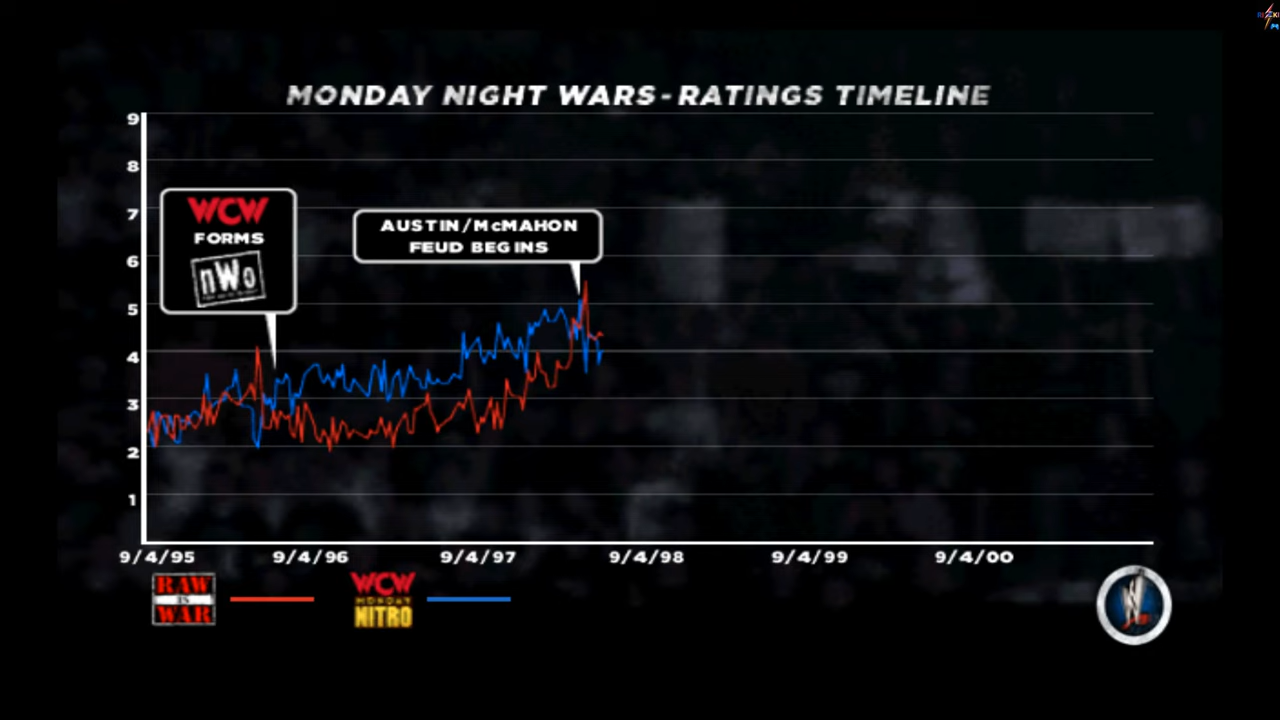 MONDAY NIGHT WARS-RATINGS TIMELINE
9
8
7
6
5
4
3
2
1
WCW
FORMS
nWo
AUSTIN/McMAHON
FEUD BEGINS
9/4/95
9/4/96
9/4/97
9/4/98
9/4/99
9/4/00
RAW
IS
WAR
WCW
MONDAY
NITRO